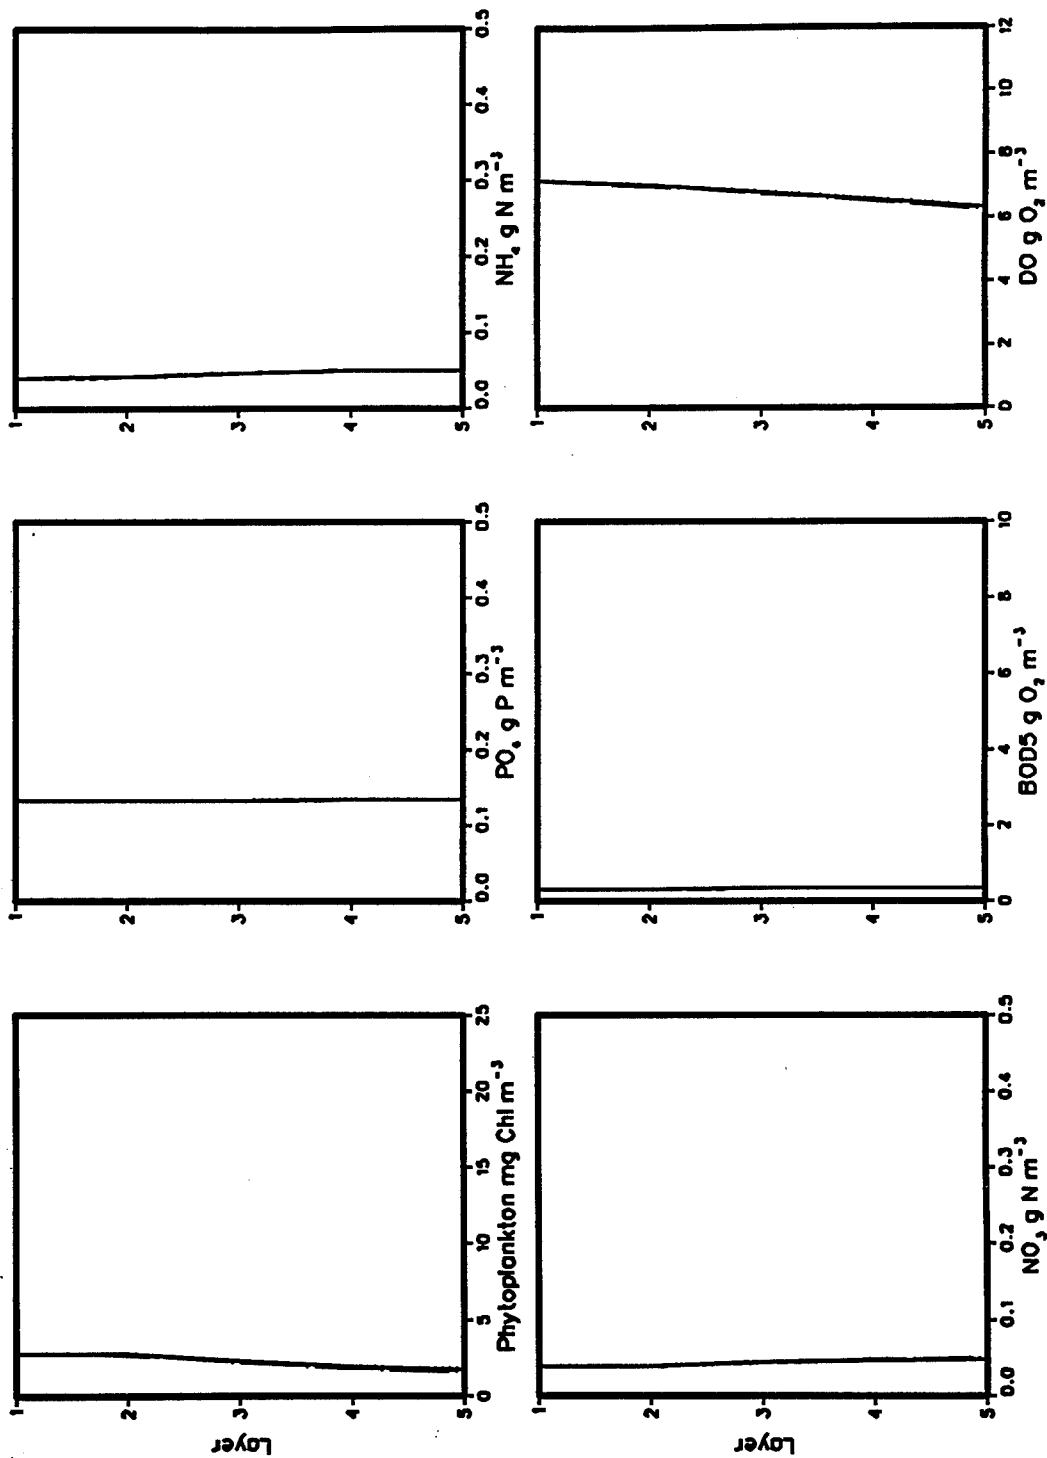 1
2
3
4
5
Layer
0 5 10 15 20 25
Phytoplankton mg Chl m⁻³
1
2
3
4
5
0.0 0.1 0.2 0.3 0.4 0.5
PO₄ g P m⁻³
1
2
3
4
5
0.0 0.1 0.2 0.3 0.4 0.5
NH₄ g N m⁻³
1
2
3
4
5
Layer
0.0 0.1 0.2 0.3 0.4 0.5
NO₃ g N m⁻³
1
2
3
4
5
0 2 4 6 8 10
BOD5 g O₂ m⁻³
1
2
3
4
5
0 2 4 6 8 10 12
DO g O₂ m⁻³